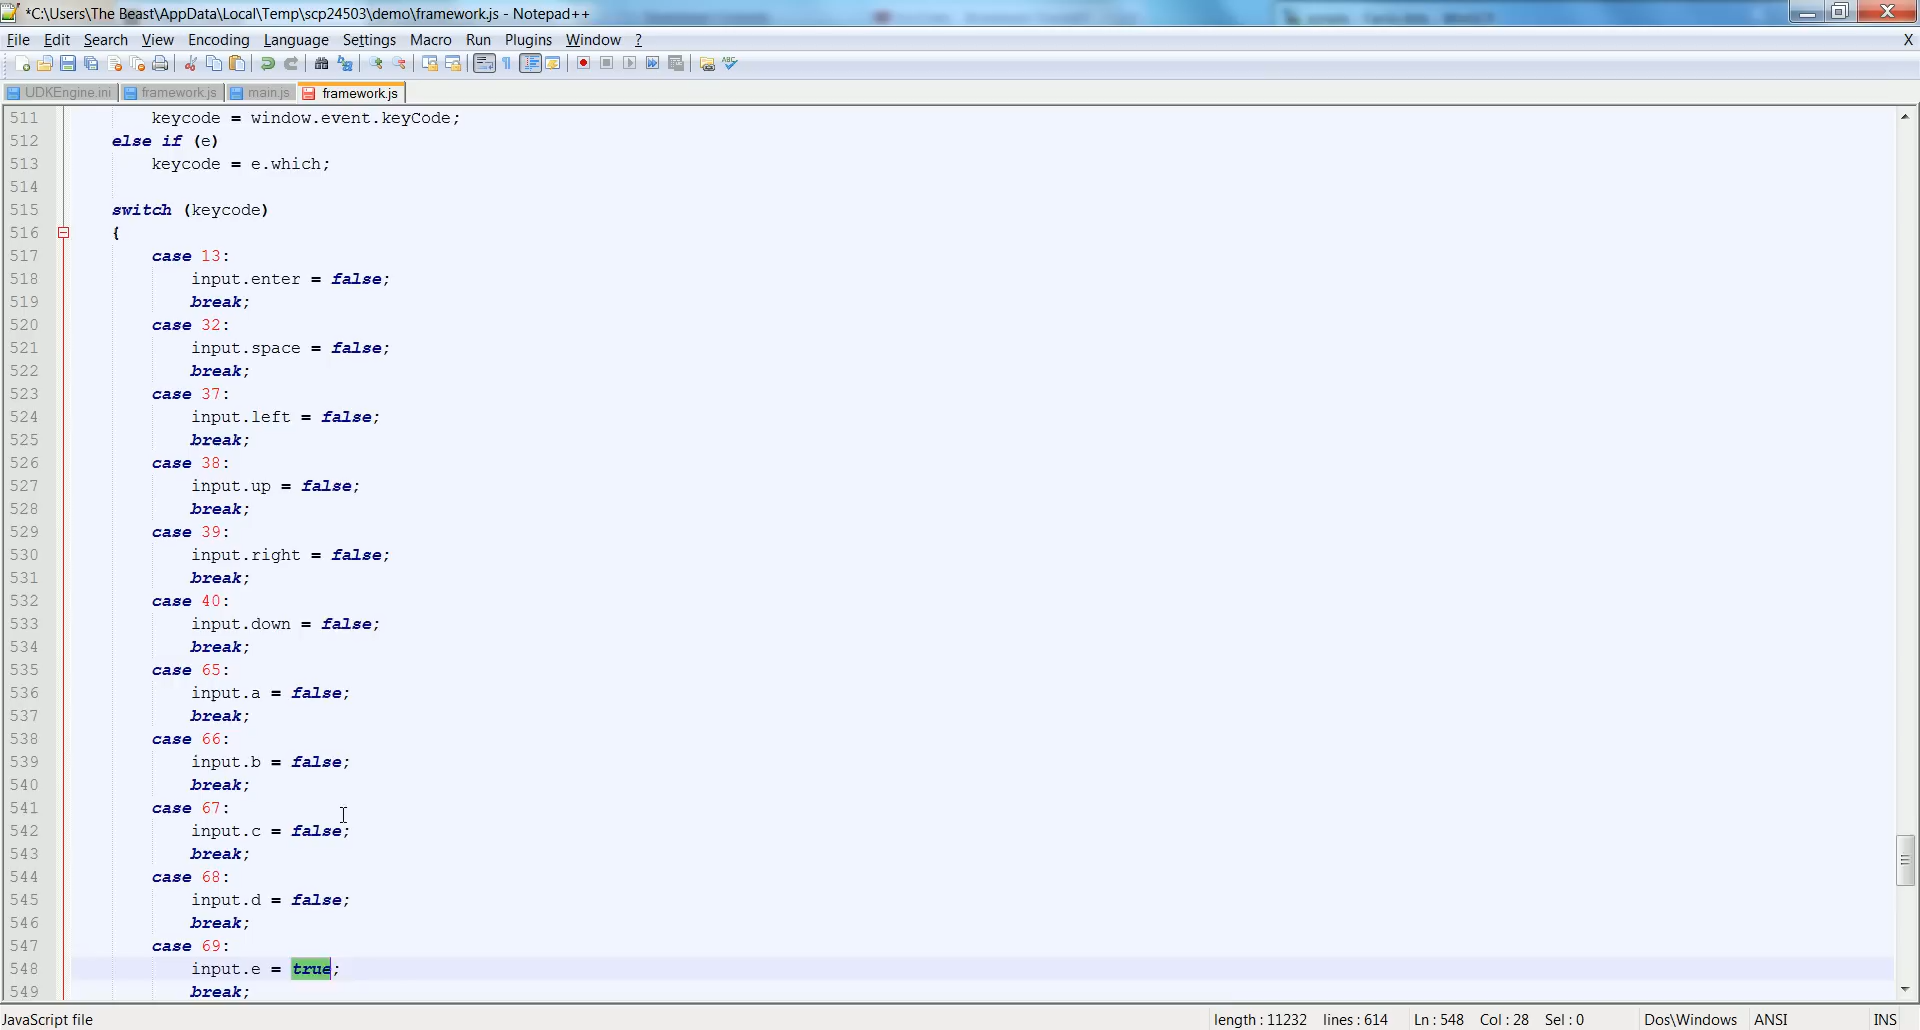 *C:\Users\The Beast\AppData\Local\Temp\scp24503\demo\framework.js - Notepad++
File Edit Search View Encoding Language Settings Macro Run Plugins Window ? X
UDKEngine.ini framework.js main.js framework.js
511 keycode = window.event.keyCode;
512 else if (e)
513 keycode = e.which;
514
515 switch (keycode)
516 {
517 case 13:
518 input.enter = false;
519 break;
520 case 32:
521 input.space = false;
522 break;
523 case 37:
524 input.left = false;
525 break;
526 case 38:
527 input.up = false;
528 break;
529 case 39:
530 input.right = false;
531 break;
532 case 40:
533 input.down = false;
534 break;
535 case 65:
536 input.a = false;
537 break;
538 case 66:
539 input.b = false;
540 break;
541 case 67:
542 input.c = false;
543 break;
544 case 68:
545 input.d = false;
546 break;
547 case 69:
548 input.e = true;
549 break;
JavaScript file length : 11232 lines : 614 Ln : 548 Col : 28 Sel : 0 Dos\Windows ANSI INS